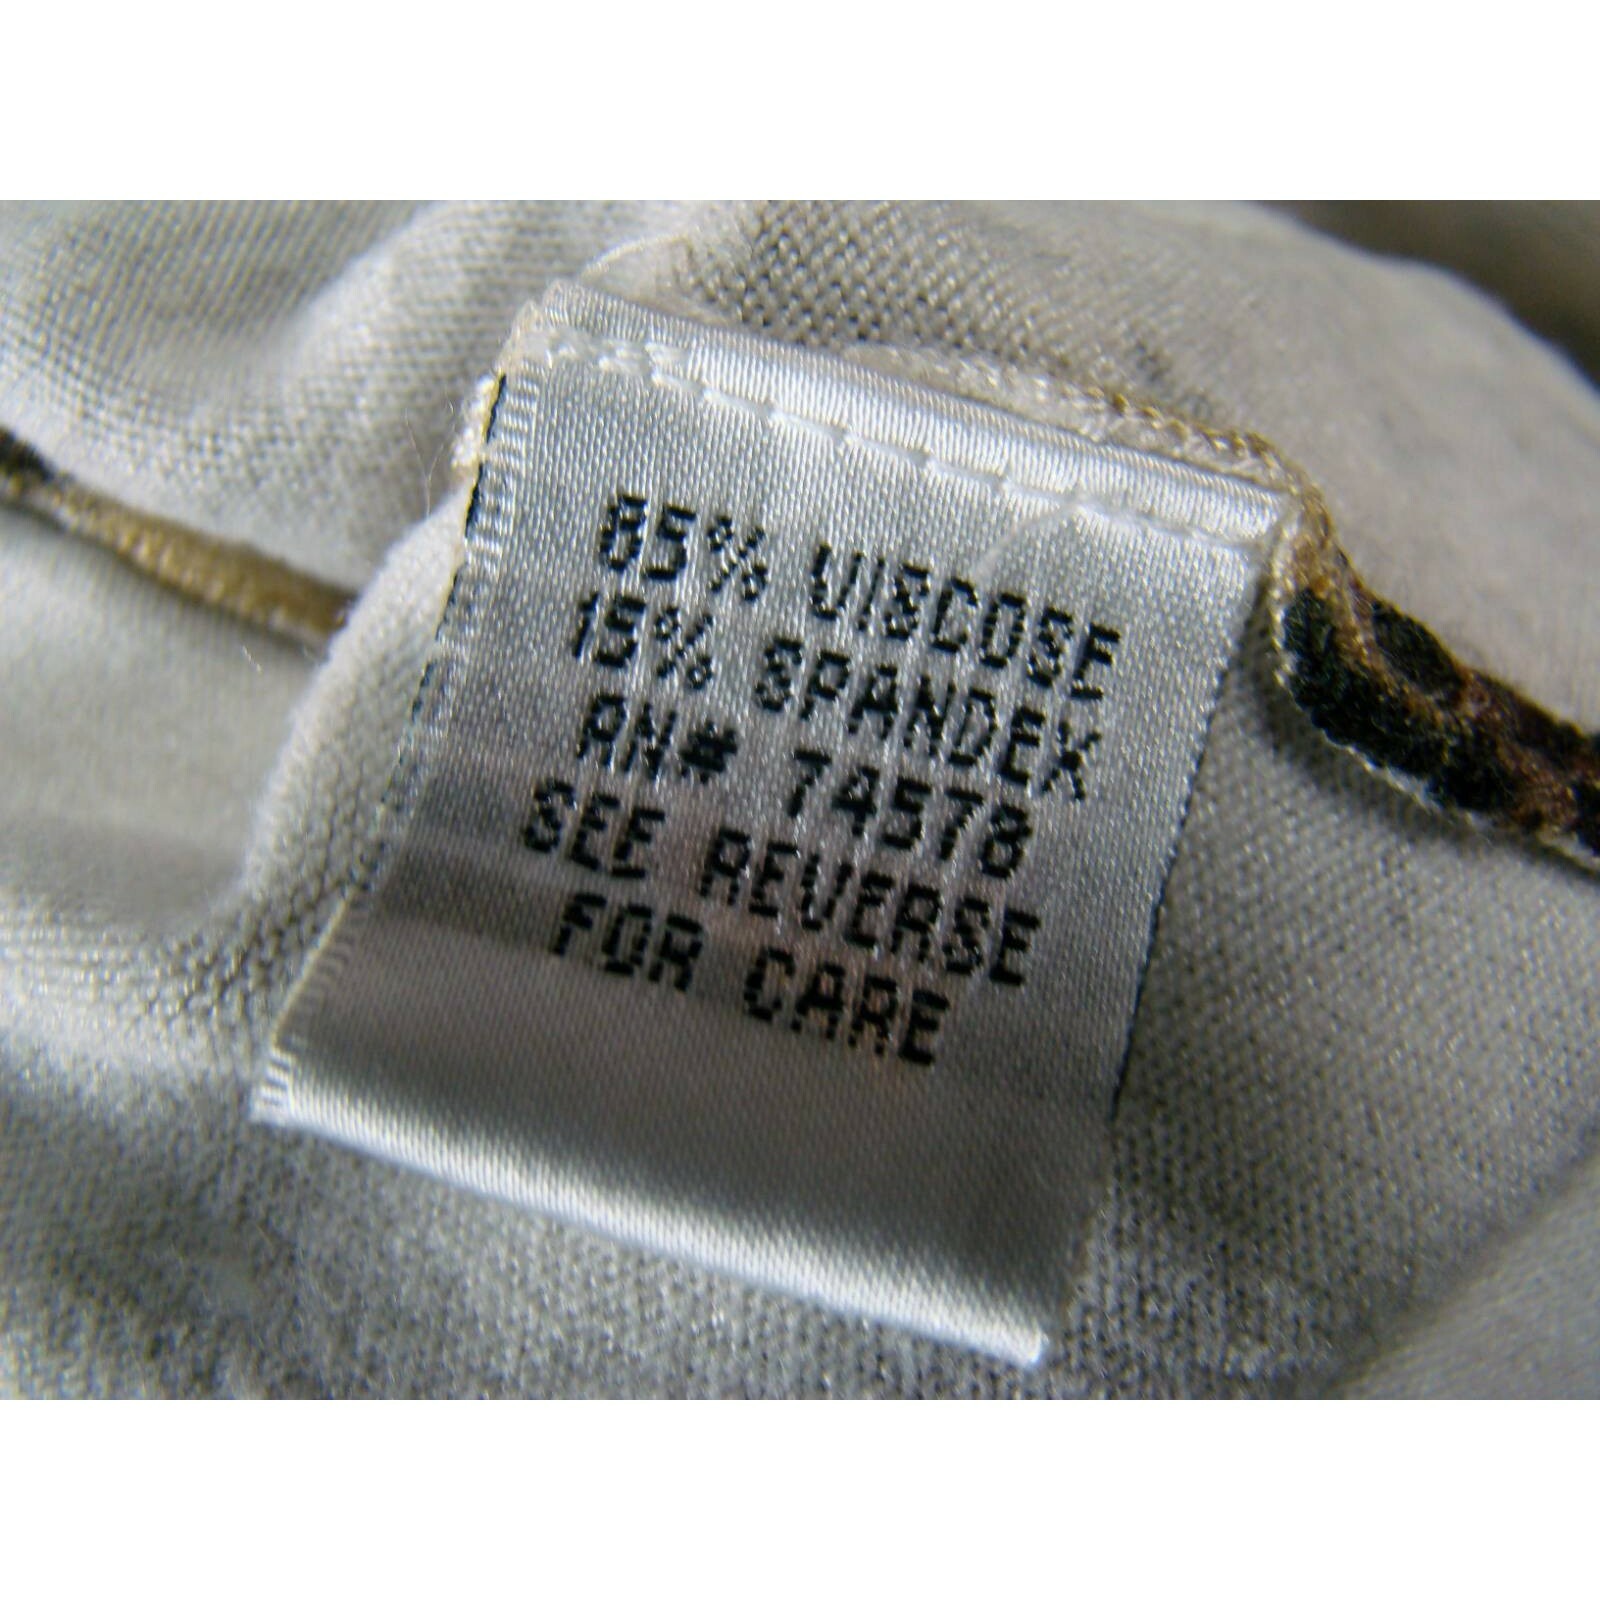 85% VISCOSE
15% SPANDEX
RN# 74578
SEE REVERSE
FOR CARE